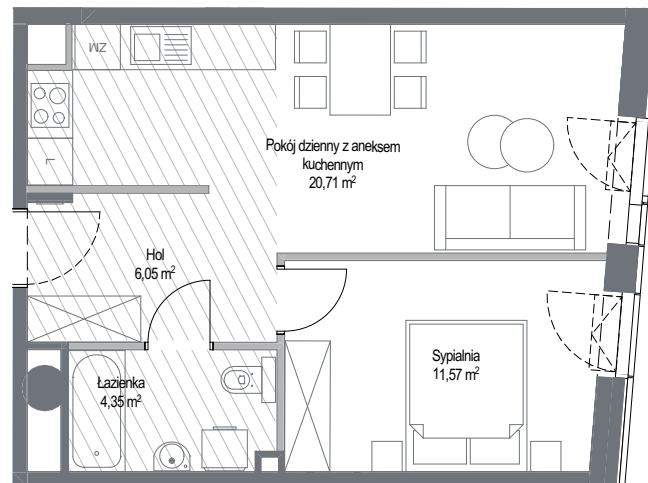 ZM
Pokój dzienny z aneksem
kuchennym
20,71 m²
L
Hol
6,05 m²
Sypialnia
11,57 m²
Łazienka
4,35 m²